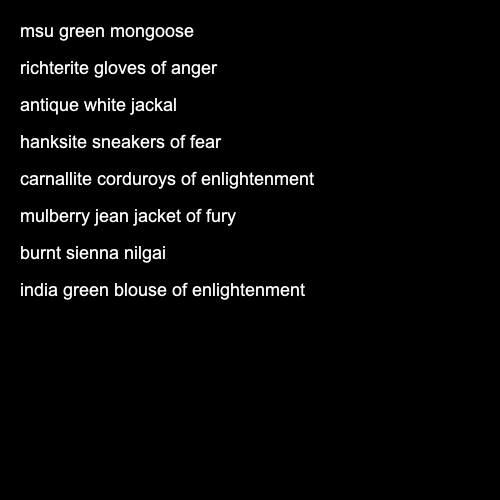 msu green mongoose
richterite gloves of anger
antique white jackal
hanksite sneakers of fear
carnallite corduroys of enlightenment
mulberry jean jacket of fury
burnt sienna nilgai
india green blouse of enlightenment